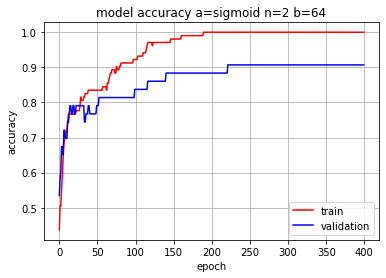 model accuracy a=sigmoid n=2 b=64
1.0
0.9
0.8
0.7
0.6
0.5
accuracy
0 50 100 150 200 250 300 350 400
epoch
train
validation